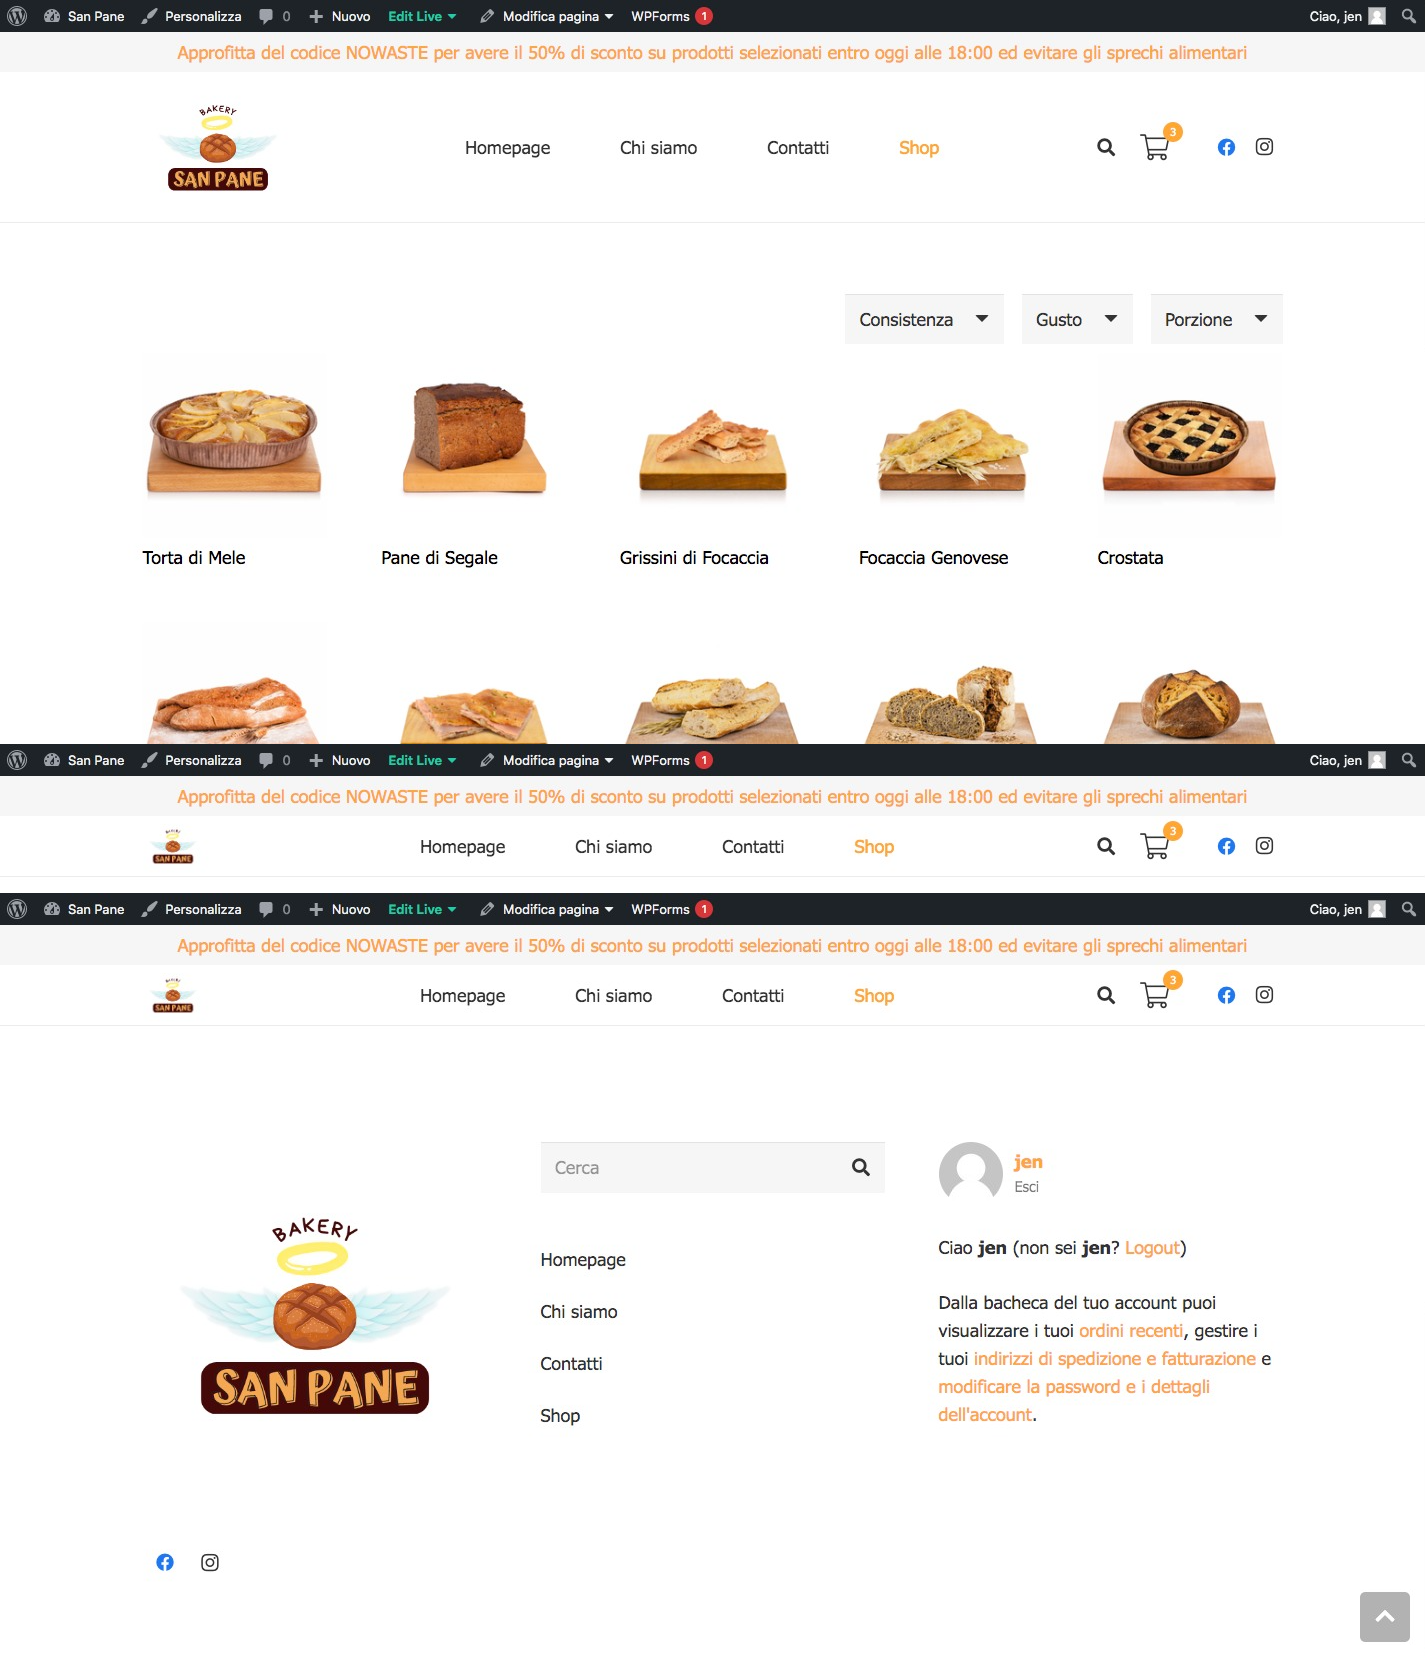 San Pane Personalizza 0 Nuovo Edit Live Modifica pagina WPForms 1 Ciao, jen
Approfitta del codice NOWASTE per avere il 50% di sconto su prodotti selezionati entro oggi alle 18:00 ed evitare gli sprechi alimentari
BAKERY
SAN PANE
Homepage Chi siamo Contatti Shop 3
Consistenza Gusto Porzione
Torta di Mele Pane di Segale Grissini di Focaccia Focaccia Genovese Crostata
San Pane Personalizza 0 Nuovo Edit Live Modifica pagina WPForms 1 Ciao, jen
Approfitta del codice NOWASTE per avere il 50% di sconto su prodotti selezionati entro oggi alle 18:00 ed evitare gli sprechi alimentari
BAKERY
SAN PANE
Homepage Chi siamo Contatti Shop 3
San Pane Personalizza 0 Nuovo Edit Live Modifica pagina WPForms 1 Ciao, jen
Approfitta del codice NOWASTE per avere il 50% di sconto su prodotti selezionati entro oggi alle 18:00 ed evitare gli sprechi alimentari
BAKERY
SAN PANE
Homepage Chi siamo Contatti Shop 3
BAKERY
SAN PANE
Cerca
Homepage
Chi siamo
Contatti
Shop
jen
Esci
Ciao jen (non sei jen? Logout)
Dalla bacheca del tuo account puoi
visualizzare i tuoi ordini recenti, gestire i
tuoi indirizzi di spedizione e fatturazione e
modificare la password e i dettagli
dell'account.